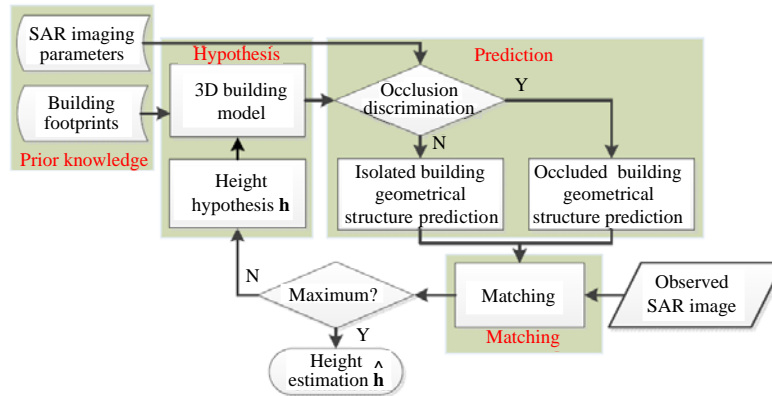 SAR imaging
parameters
Hypothesis
Prediction
3D building
model
Occlusion
discrimination
Y
Building
footprints
N
Prior knowledge
Height
hypothesis h
Isolated building
geometrical
structure prediction
Occluded building
geometrical
structure prediction
N
Maximum?
Matching
Observed
SAR image
Matching
Y
Height
estimation ĥ